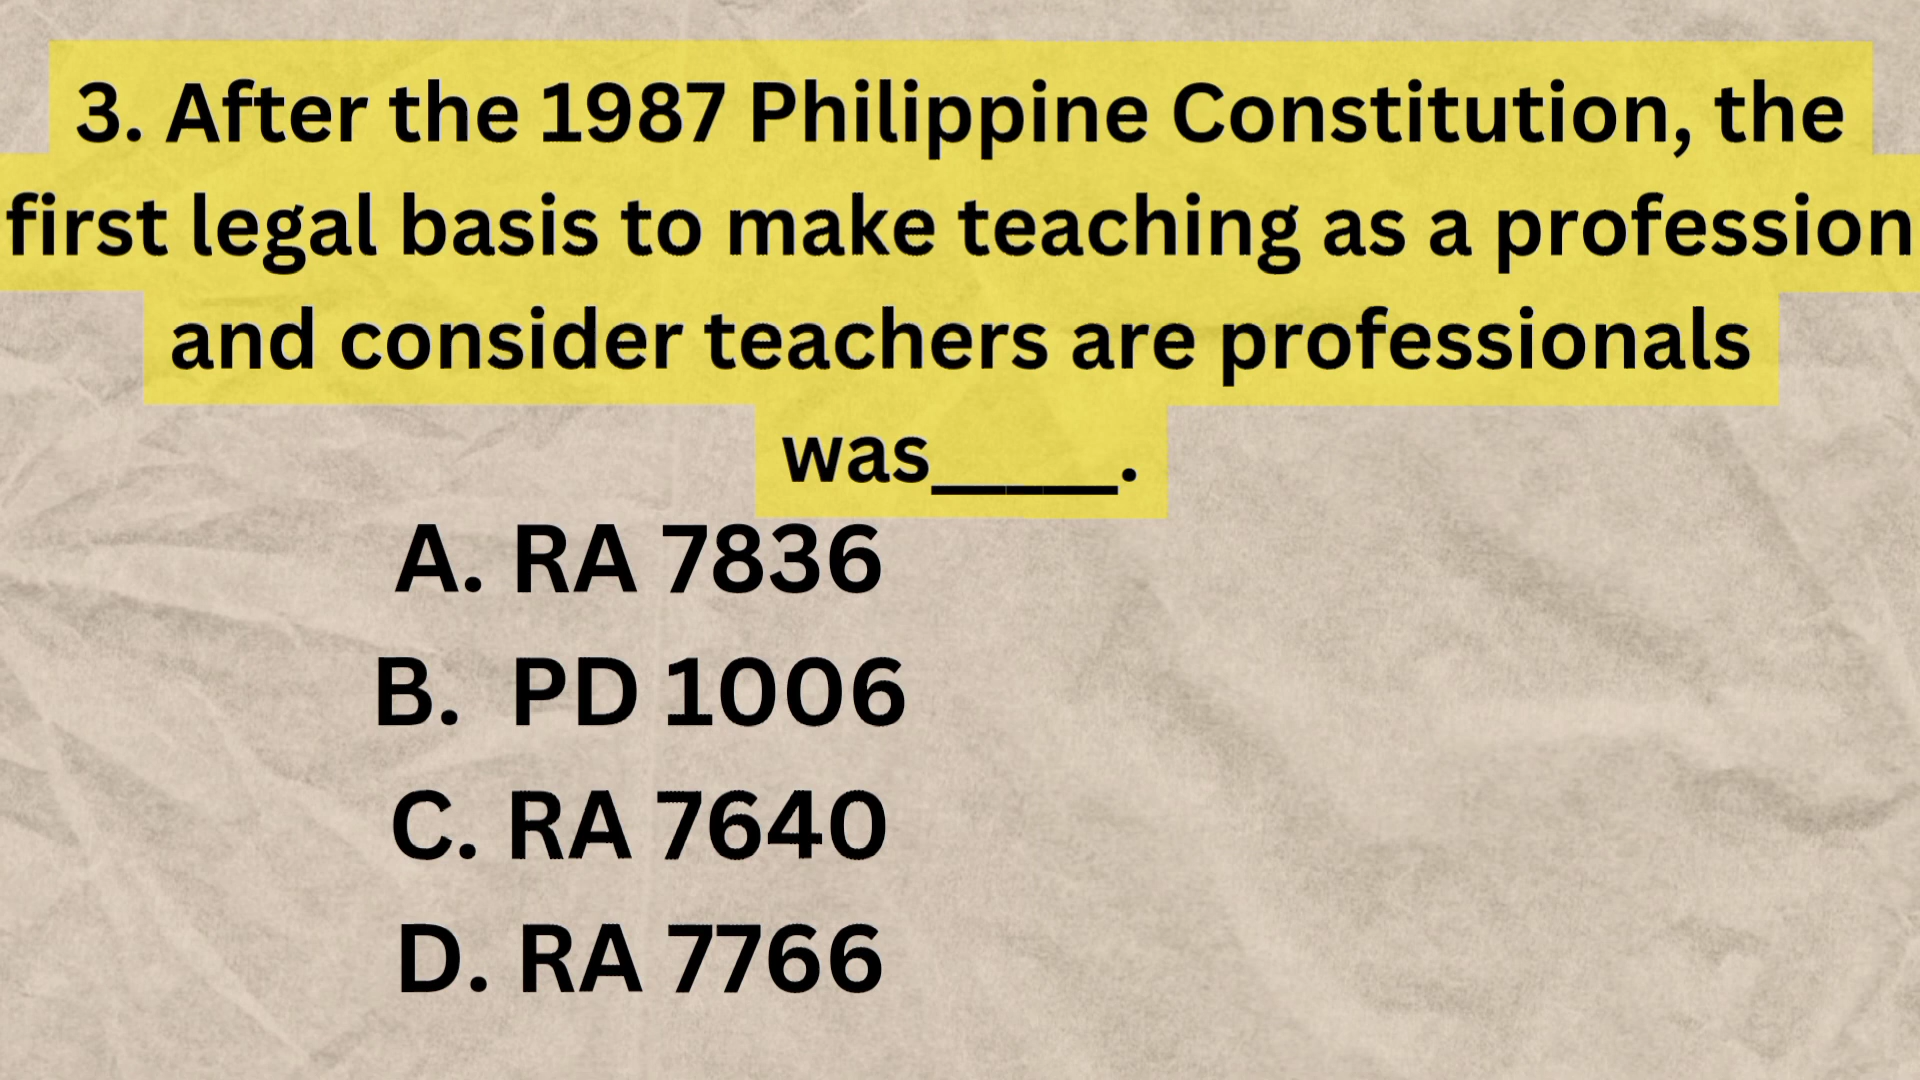 3. After the 1987 Philippine Constitution, the
first legal basis to make teaching as a profession
and consider teachers are professionals
was_____.
A. RA 7836
B. PD 1006
C. RA 7640
D. RA 7766